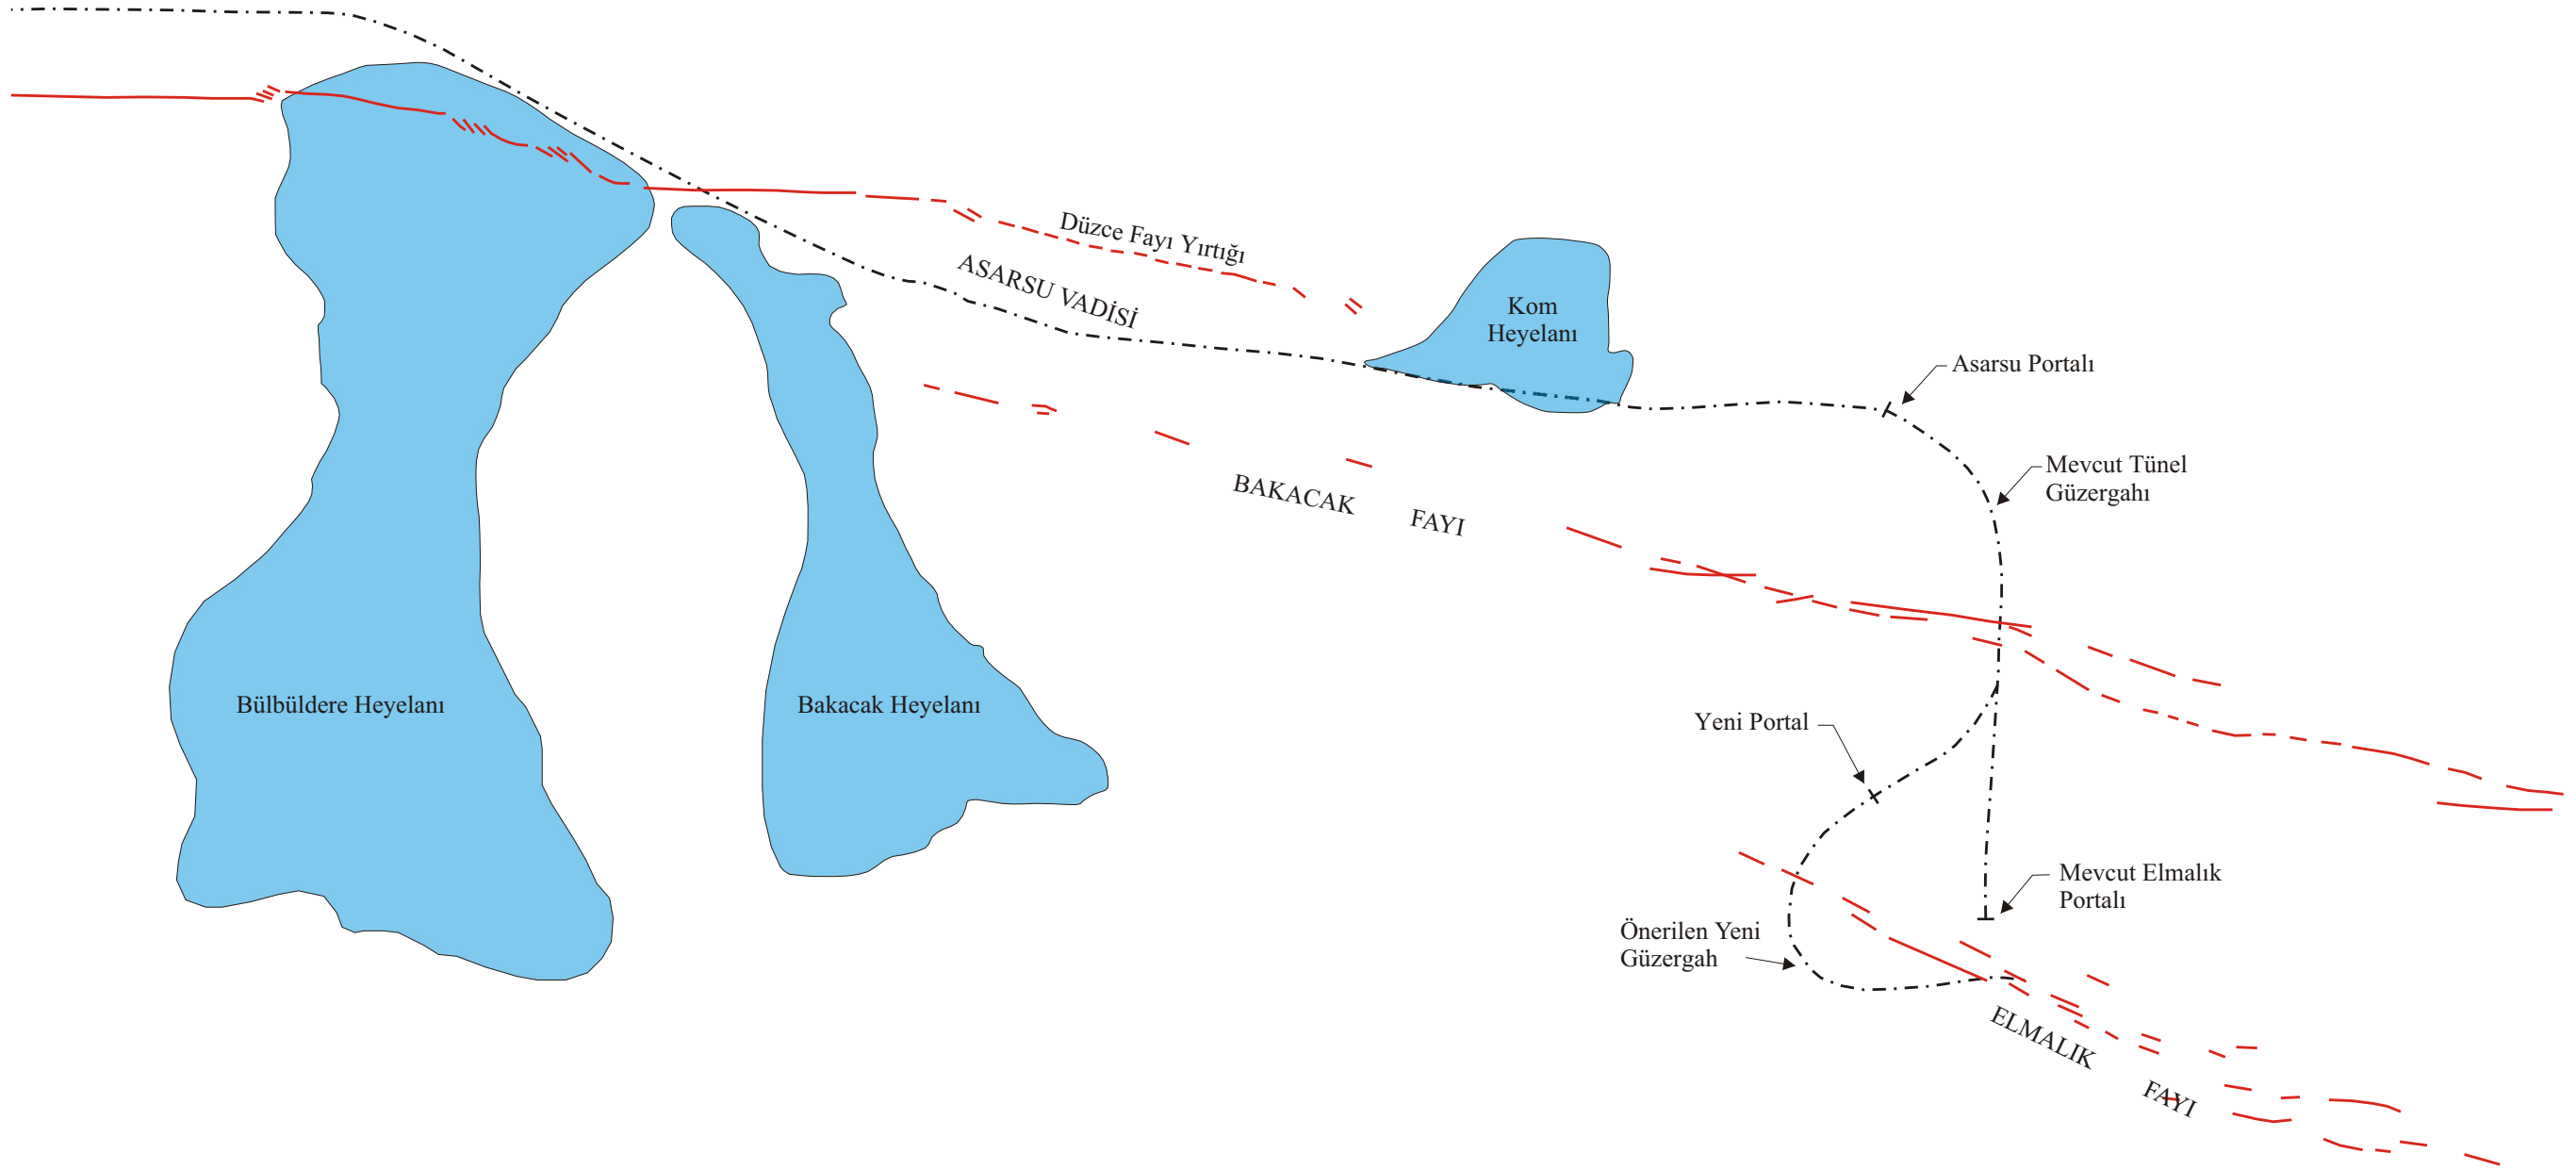 Düzce Fayı Yırtığı
ASARSU VADİSİ
Kom
Heyelanı
Asarsu Portalı
Mevcut Tünel
Güzergahı
BAKACAK FAYI
Bülbüldere Heyelanı
Bakacak Heyelanı
Yeni Portal
Mevcut Elmalık
Portalı
Önerilen Yeni
Güzergah
ELMALIK FAYI